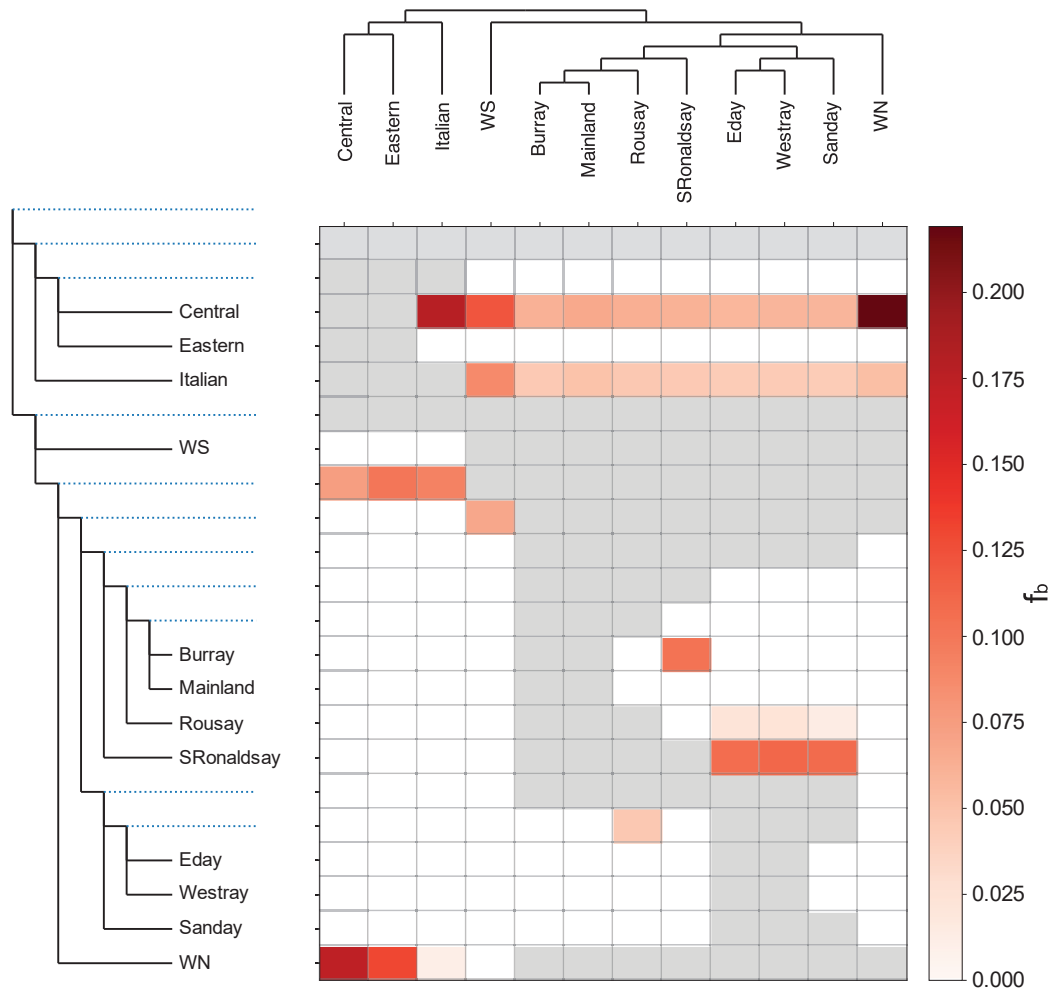 Central
Eastern
Italian
WS
Burray
Mainland
Rousay
SRonaldsay
Eday
Westray
Sanday
WN
Central
Eastern
Italian
WS
Burray
Mainland
Rousay
SRonaldsay
Eday
Westray
Sanday
WN
0.200
0.175
0.150
0.125
0.100
0.075
0.050
0.025
0.000
fb